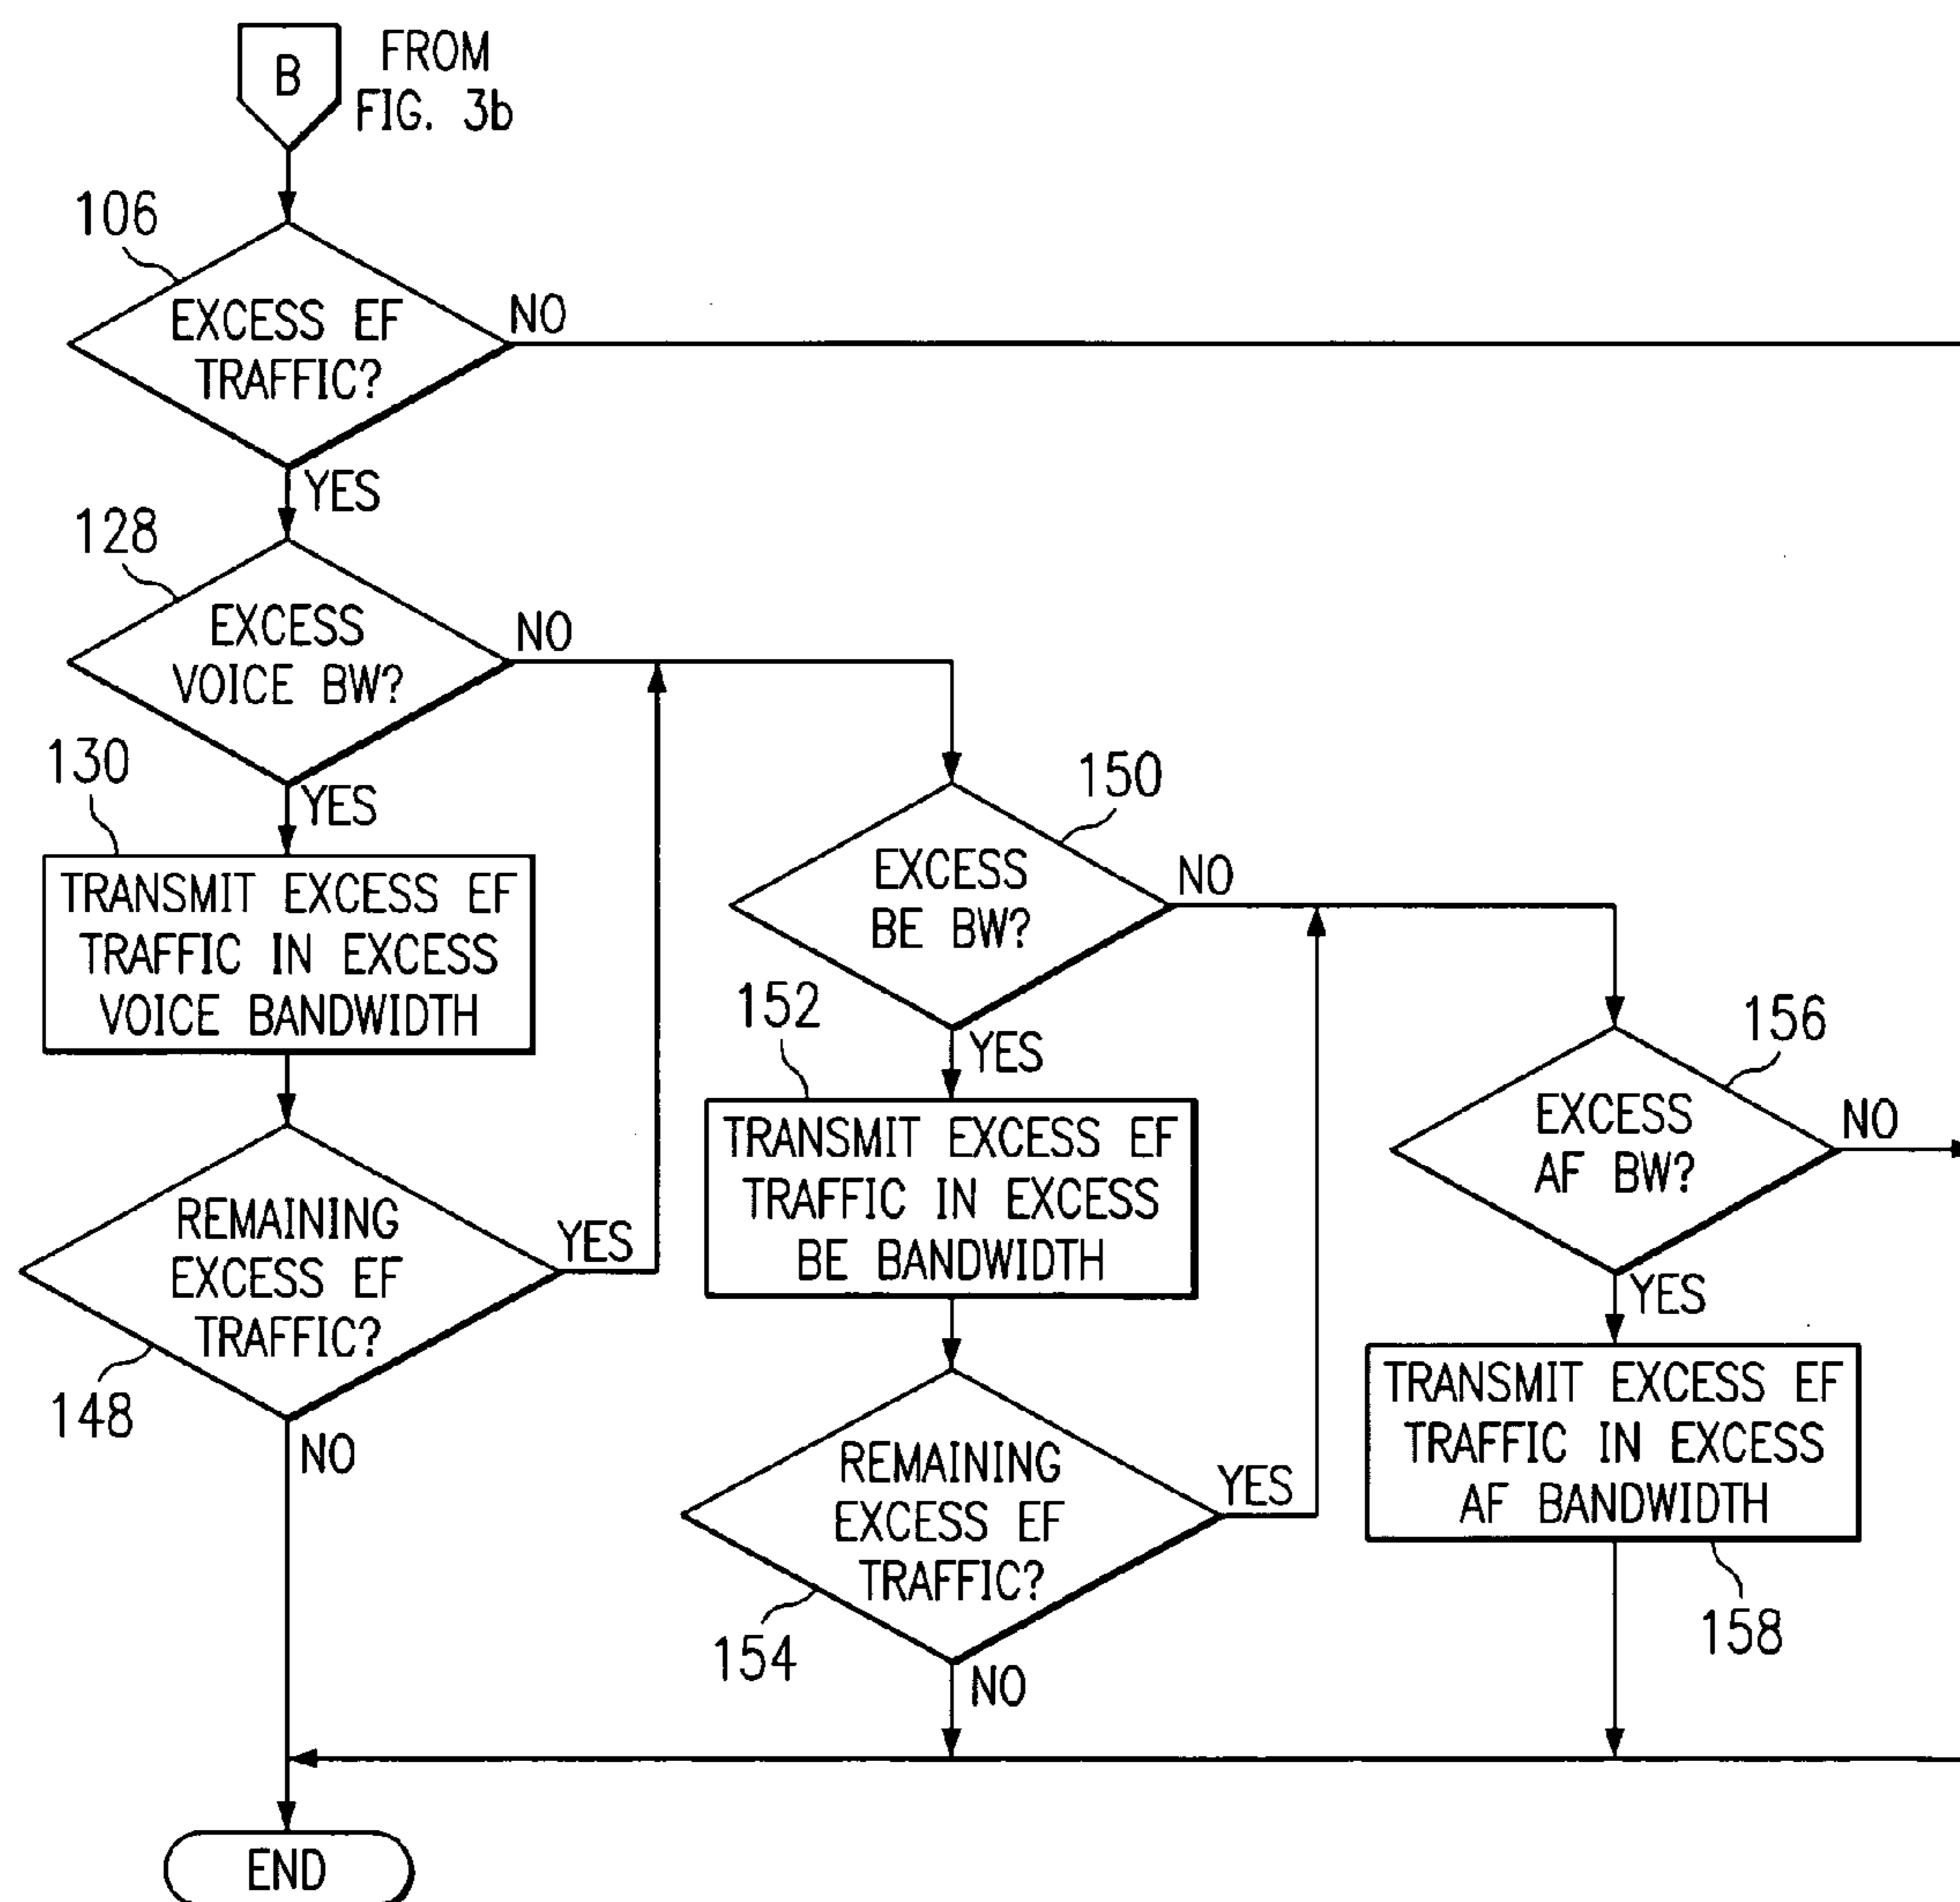 B
FROM
FIG. 3b
106
EXCESS EF
TRAFFIC?
NO
YES
128
EXCESS
VOICE BW?
NO
YES
130
TRANSMIT EXCESS EF
TRAFFIC IN EXCESS
VOICE BANDWIDTH
REMAINING
EXCESS EF
TRAFFIC?
YES
148
NO
150
EXCESS
BE BW?
NO
YES
152
TRANSMIT EXCESS EF
TRAFFIC IN EXCESS
BE BANDWIDTH
REMAINING
EXCESS EF
TRAFFIC?
YES
154
NO
156
EXCESS
AF BW?
NO
YES
TRANSMIT EXCESS EF
TRAFFIC IN EXCESS
AF BANDWIDTH
158
END